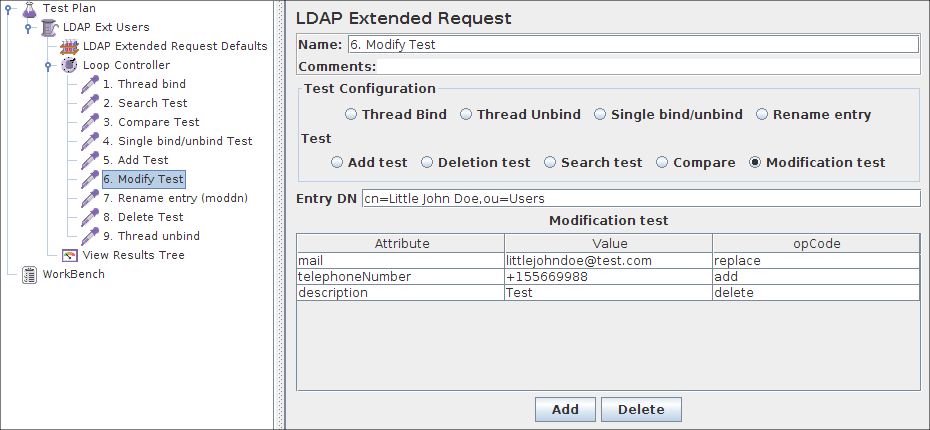 Test Plan
LDAP Ext Users
LDAP Extended Request Defaults
Loop Controller
1. Thread bind
2. Search Test
3. Compare Test
4. Single bind/unbind Test
5. Add Test
6. Modify Test
7. Rename entry (moddn)
8. Delete Test
9. Thread unbind
View Results Tree
WorkBench
LDAP Extended Request
Name: 6. Modify Test
Comments:
Test Configuration
Thread Bind Thread Unbind Single bind/unbind Rename entry
Test
Add test Deletion test Search test Compare Modification test
Entry DN cn=Little John Doe,ou=Users
Modification test
Attribute Value opCode
mail littlejohndoe@test.com replace
telephoneNumber +155669988 add
description Test delete
Add Delete